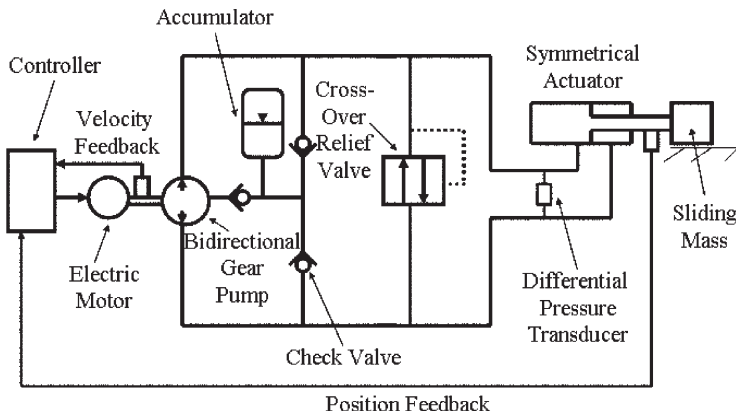 Accumulator
Controller
Velocity
Feedback
Cross-
Over
Relief
Valve
Symmetrical
Actuator
Electric
Motor
Bidirectional
Gear
Pump
Check Valve
Differential
Pressure
Transducer
Sliding
Mass
Position Feedback